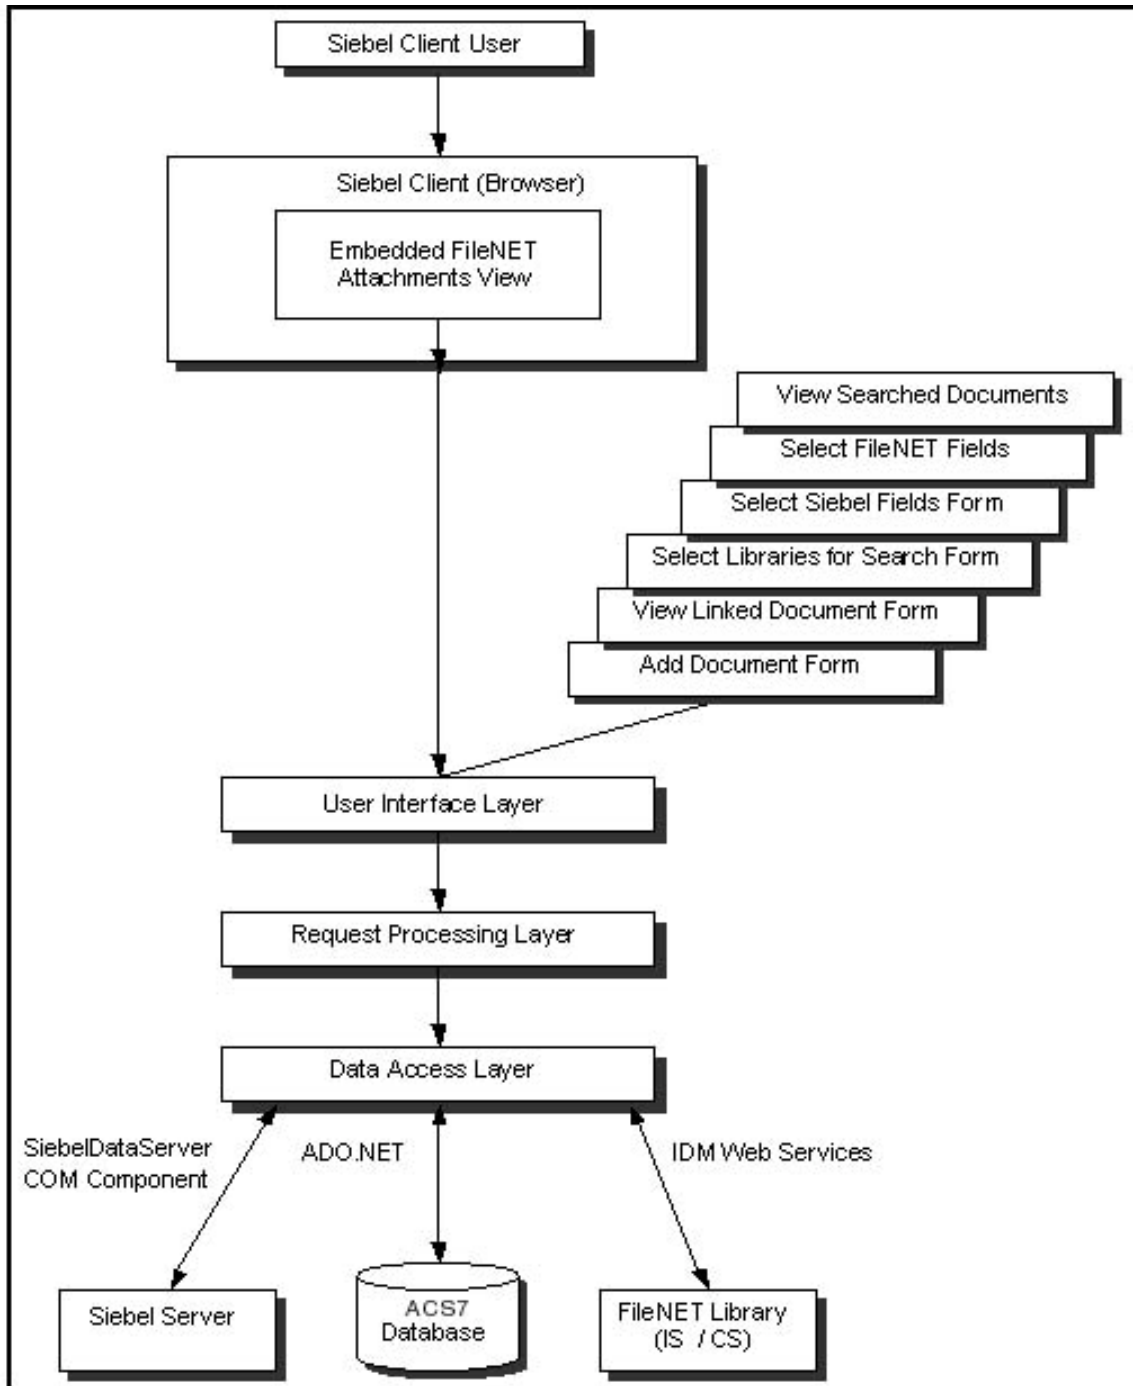 Siebel Client User
Siebel Client (Browser)
Embedded FileNET
Attachments View
View Searched Documents
Select FileNET Fields
Select Siebel Fields Form
Select Libraries for Search Form
View Linked Document Form
Add Document Form
User Interface Layer
Request Processing Layer
Data Access Layer
SiebelDataServer
COM Component
ADO.NET
IDM Web Services
Siebel Server
ACS7
Database
FileNET Library
(IS / CS)